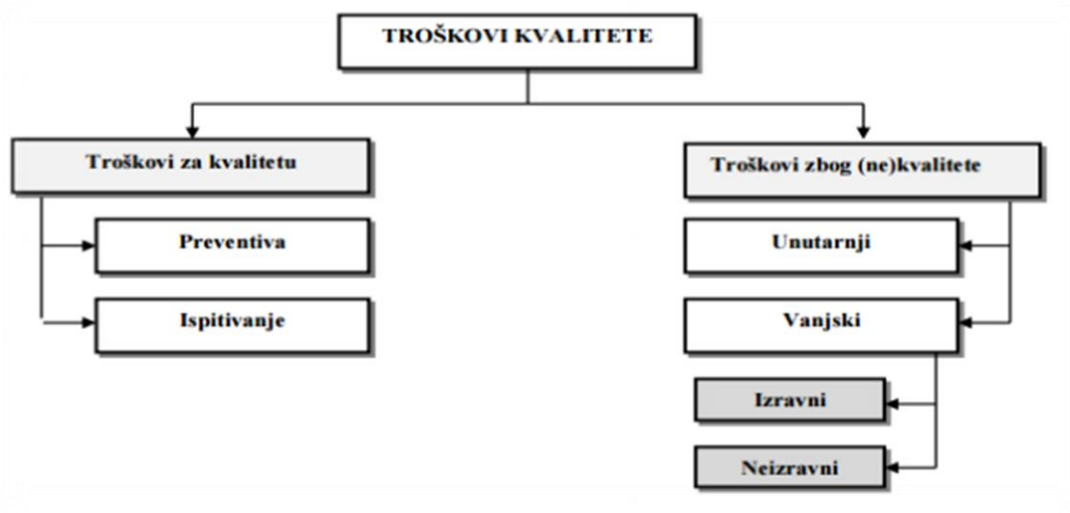 TROŠKOVI KVALITETE
Troškovi za kvalitetu
Preventiva
Ispitivanje
Troškovi zbog (ne)kvalitete
Unutarnji
Vanjski
Izravni
Neizravni